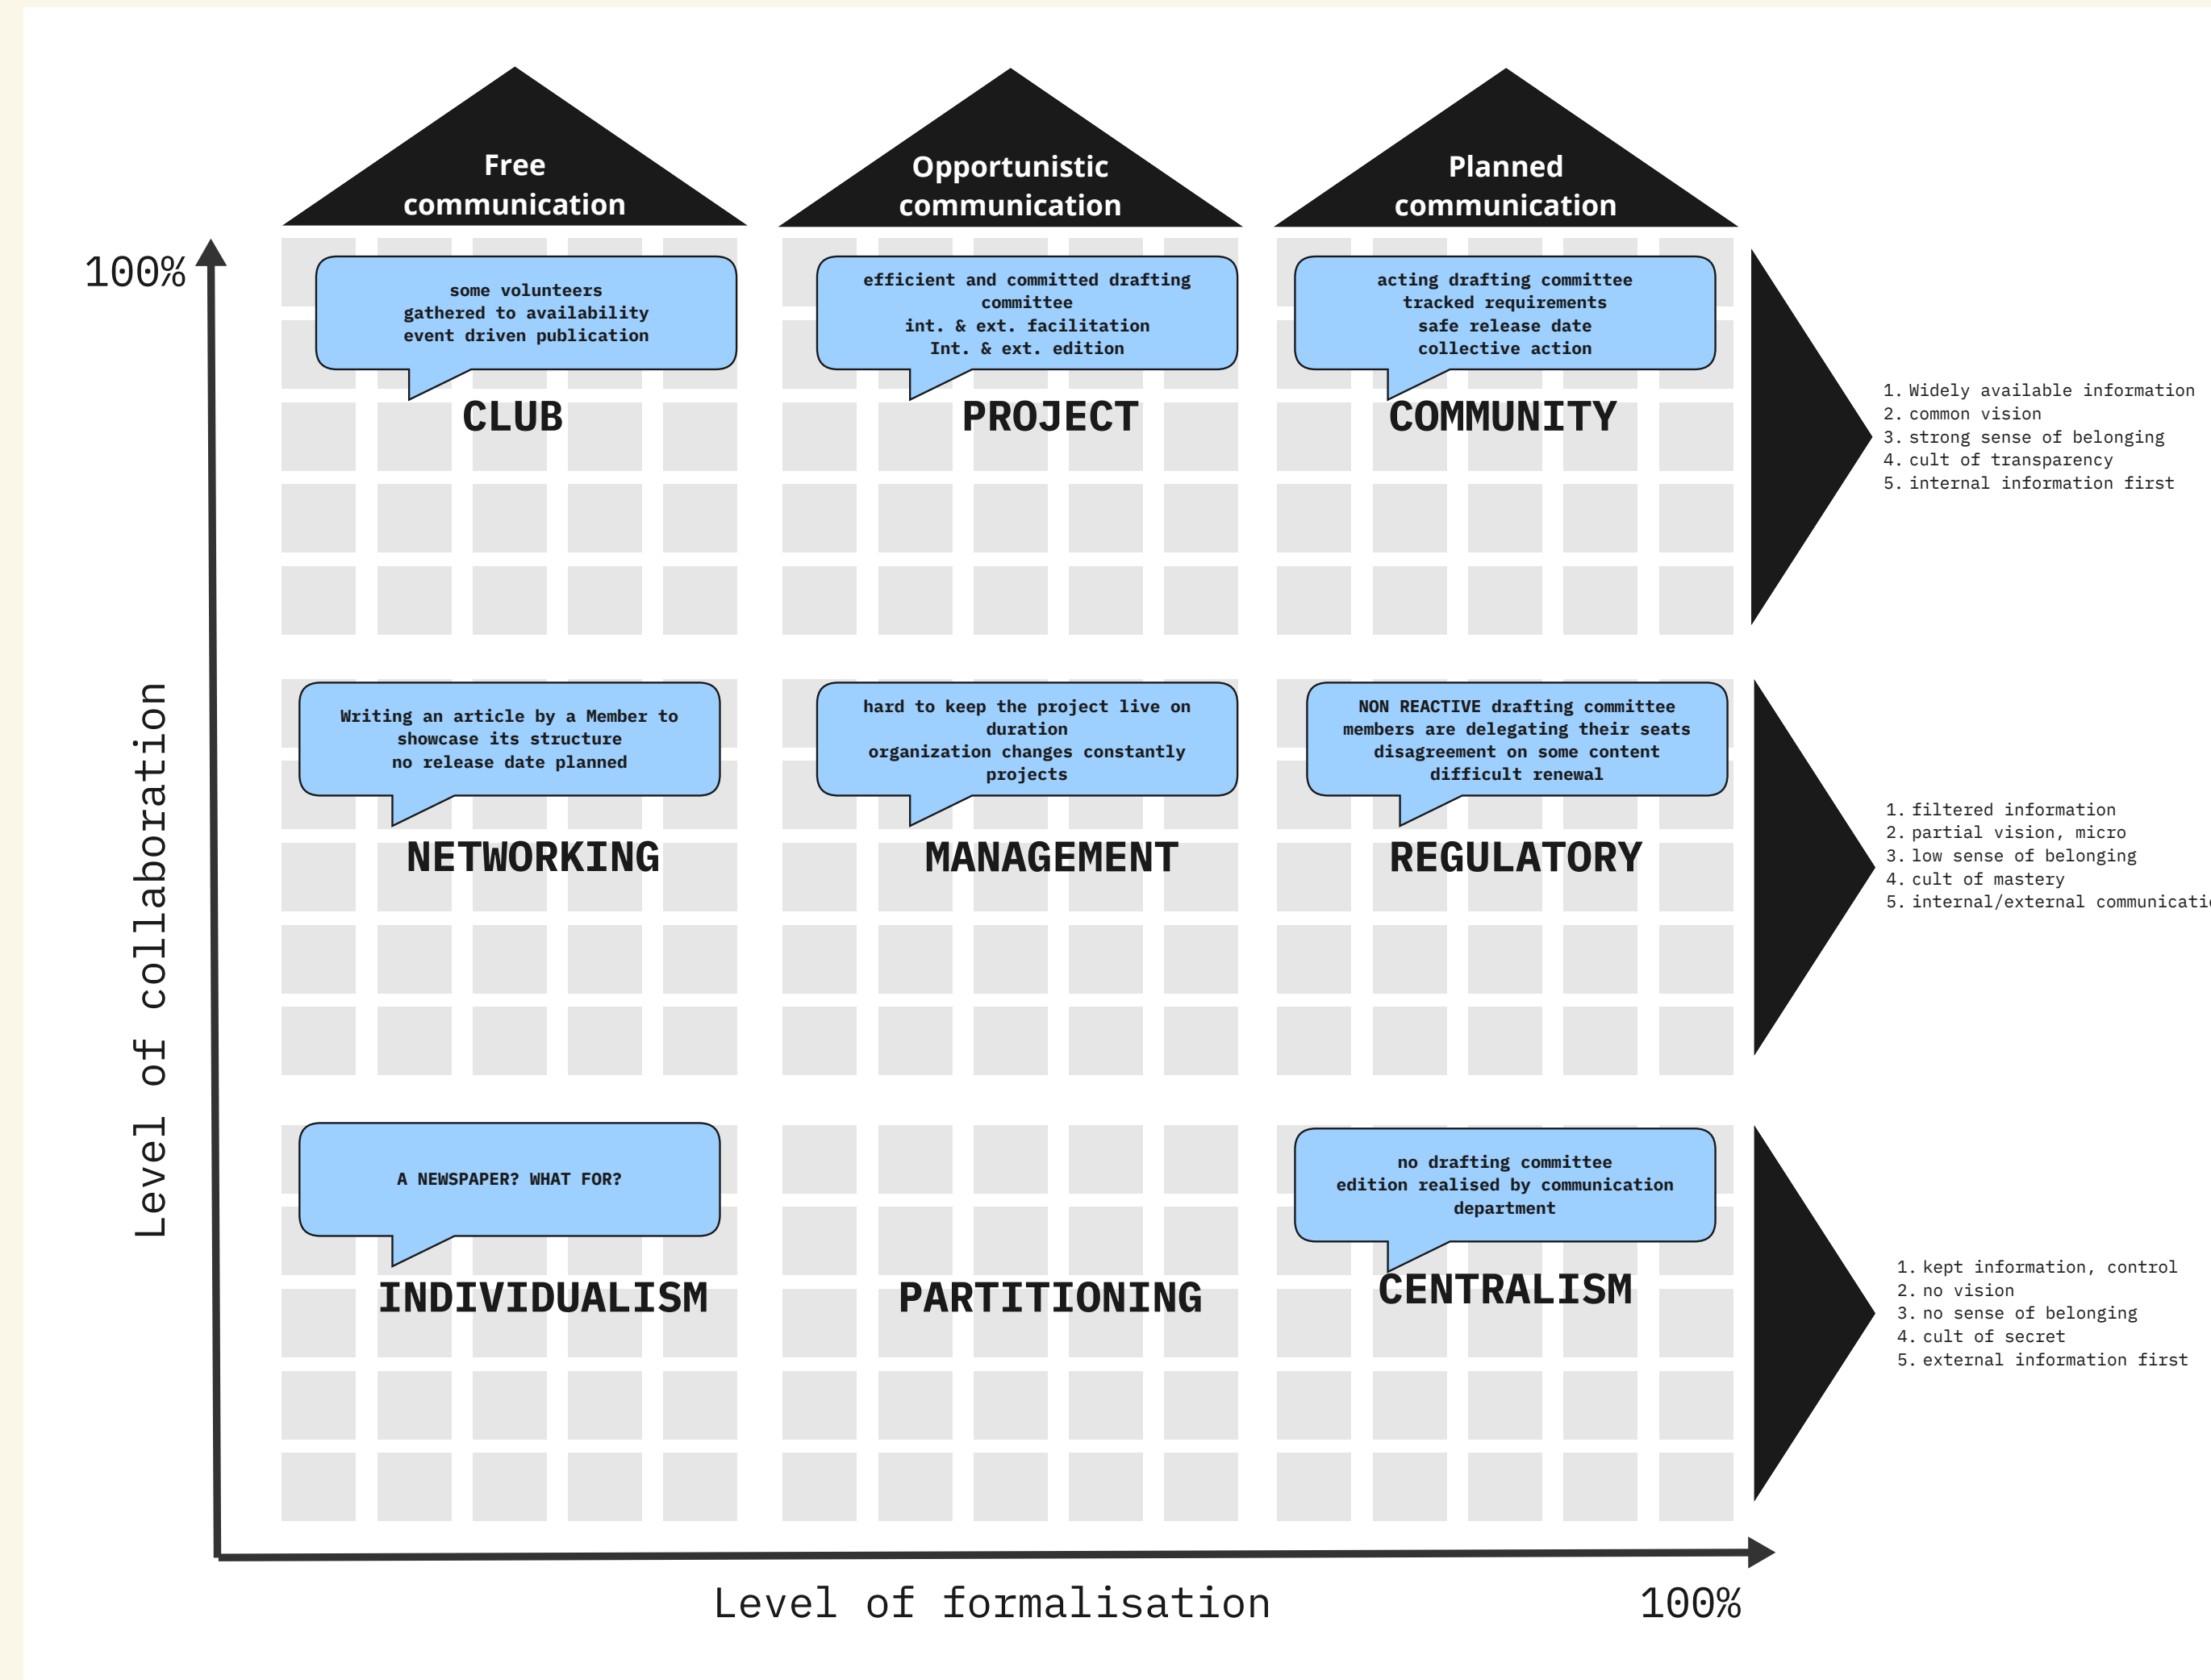 Free
communication
Opportunistic
communication
Planned
communication
100%
some volunteers
gathered to availability
event driven publication
efficient and committed drafting
committee
int. & ext. facilitation
Int. & ext. edition
acting drafting committee
tracked requirements
safe release date
collective action
CLUB
PROJECT
COMMUNITY
1. Widely available information
2. common vision
3. strong sense of belonging
4. cult of transparency
5. internal information first
Level of collaboration
Writing an article by a Member to
showcase its structure
no release date planned
hard to keep the project live on
duration
organization changes constantly
projects
NON REACTIVE drafting committee
members are delegating their seats
disagreement on some content
difficult renewal
NETWORKING
MANAGEMENT
REGULATORY
1. filtered information
2. partial vision, micro
3. low sense of belonging
4. cult of mastery
5. internal/external
A NEWSPAPER? WHAT FOR?
no drafting committee
edition realised by communication
department
INDIVIDUALISM
PARTITIONING
CENTRALISM
1. kept information, control
2. no vision
3. no sense of belonging
4. cult of secret
5. external information first
Level of formalisation
100%